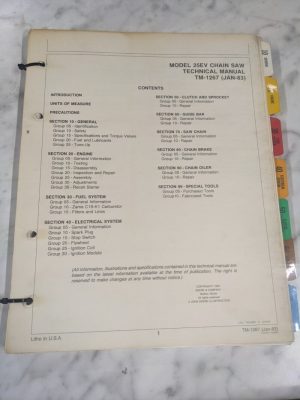 MODEL 25EV CHAIN SAW
TECHNICAL MANUAL
TM-1267 (JAN-83)
CONTENTS
INTRODUCTION
UNITS OF MEASURE
PRECAUTIONS
SECTION 10 - GENERAL
Group 05 - Identification
Group 10 - Safety
Group 15 - Specifications and Torque Values
Group 20 - Fuel and Lubricants
Group 25 - Tune-Up
SECTION 20 - ENGINE
Group 05 - General Information
Group 10 - Testing
Group 15 - Disassembly
Group 20 - Inspection and Repair
Group 25 - Assembly
Group 30 - Adjustments
Group 35 - Recoil Starter
SECTION 30 - FUEL SYSTEM
Group 05 - General Information
Group 10 - Zama C1S-K1 Carburetor
Group 15 - Filters and Lines
SECTION 40 - ELECTRICAL SYSTEM
Group 05 - General Information
Group 10 - Spark Plug
Group 15 - Stop Switch
Group 20 - Flywheel
Group 25 - Ignition Coil
Group 30 - Ignition Module
SECTION 50 - CLUTCH AND SPROCKET
Group 05 - General Information
Group 10 - Repair
SECTION 60 - GUIDE BAR
Group 05 - General Information
Group 10 - Repair
SECTION 70 - SAW CHAIN
Group 05 - General Information
Group 10 - Repair
SECTION 80 - CHAIN BRAKE
Group 05 - General Information
Group 10 - Repair
SECTION 90 - CHAIN OILER
Group 05 - General Information
Group 10 - Repair
SECTION 99 - SPECIAL TOOLS
Group 05 - Purchased Tools
Group 10 - Fabricated Tools
(All information, illustrations and specifications contained in this technical manual are
based on the latest information available at the time of publication. The right is
reserved to make changes at any time without notice.)
All rights reserved
1
Litho in U.S.A.
TM-1267 (Jan-83)